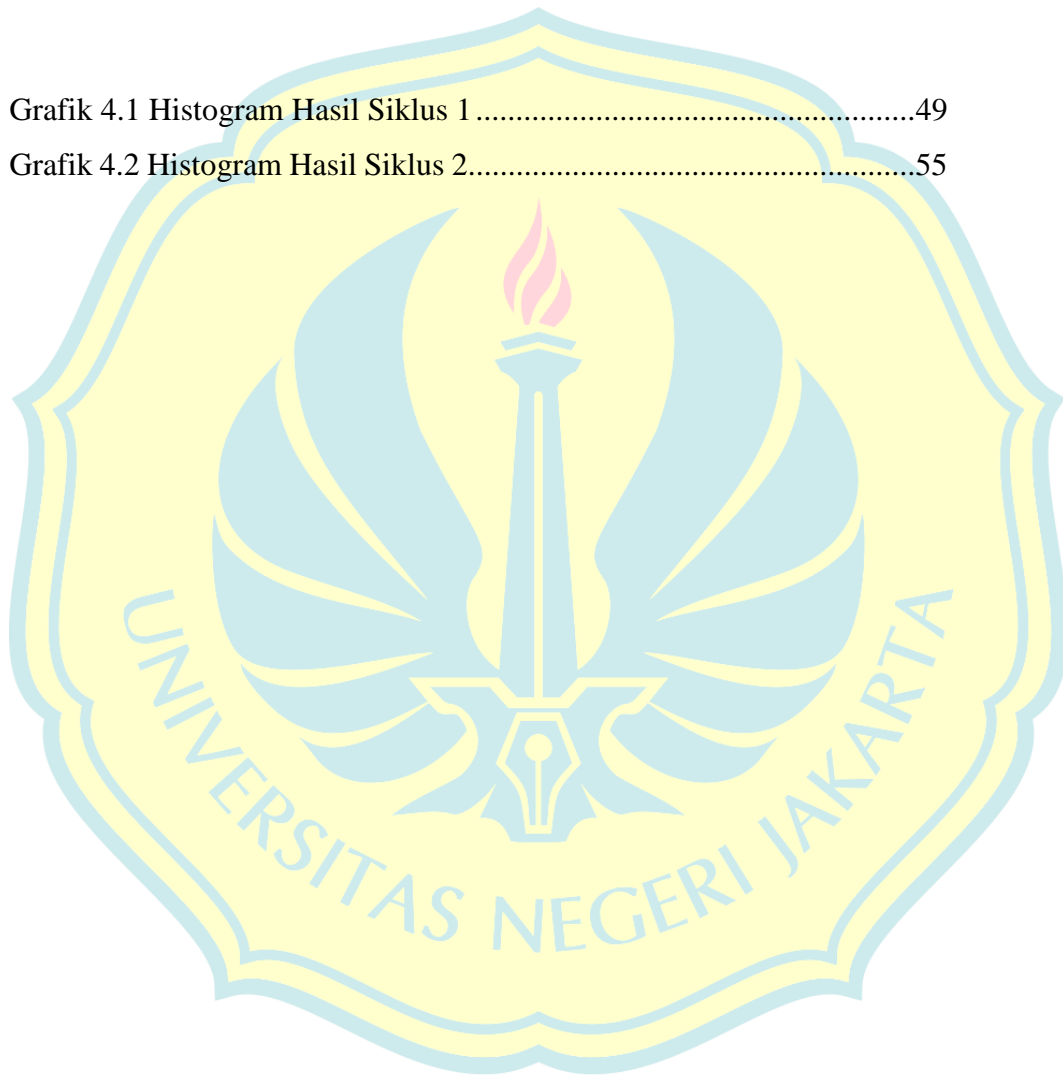 Grafik 4.1 Histogram Hasil Siklus 1.......................................................49
Grafik 4.2 Histogram Hasil Siklus 2........................................................55
UNIVERSITAS NEGERI JAKARTA